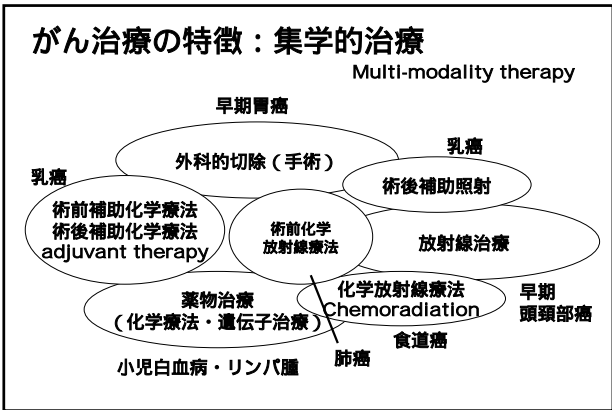 がん治療の特徴：集学的治療
Multi-modality therapy
早期胃癌
外科的切除（手術）
乳癌
術後補助照射
乳癌
術前補助化学療法
術後補助化学療法
adjuvant therapy
術前化学
放射線療法
放射線治療
薬物治療
（化学療法・遺伝子治療）
化学放射線療法
Chemoradiation
早期
頭頸部癌
食道癌
肺癌
小児白血病・リンパ腫